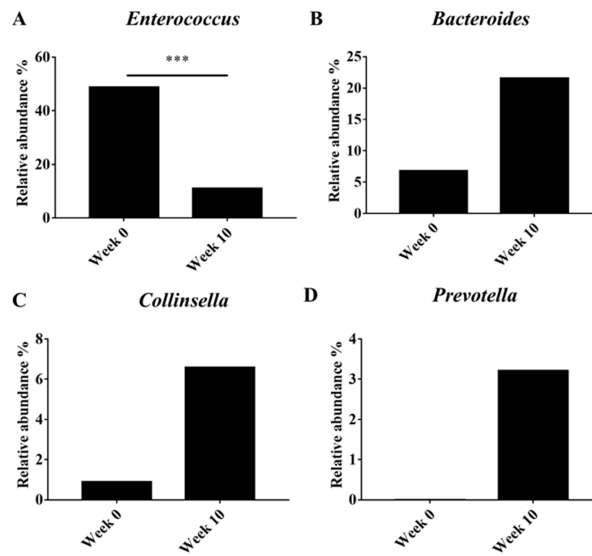 A Enterococcus
Relative abundance %
60
40
20
0
***
Week 0
Week 10
B Bacteroides
Relative abundance %
25
20
15
10
5
0
Week 0
Week 10
C Collinsella
Relative abundance %
8
6
4
2
0
Week 0
Week 10
D Prevotella
Relative abundance %
4
3
2
1
0
Week 0
Week 10